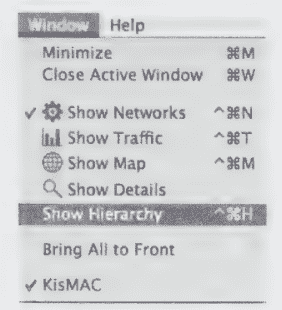 Window Help
Minimize ⌘M
Close Active Window ⌘W
✓ Show Networks ^⌘N
Show Traffic ^⌘T
Show Map ^⌘M
Show Details
Show Hierarchy ^⌘H
Bring All to Front
✓ KisMAC